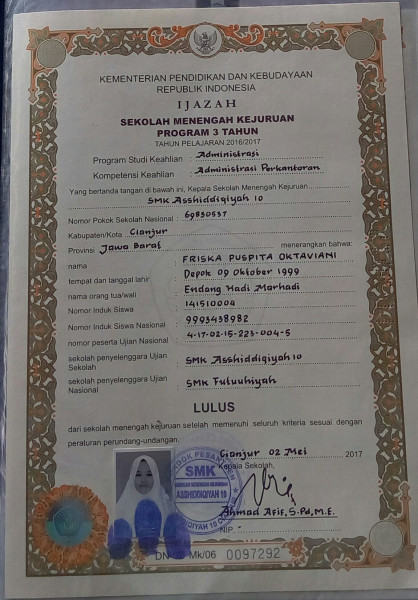 KEMENTERIAN PENDIDIKAN DAN KEBUDAYAAN
REPUBLIK INDONESIA
IJAZAH
SEKOLAH MENENGAH KEJURUAN
PROGRAM 3 TAHUN
TAHUN PELAJARAN 2016/2017
Program Studi Keahlian : Administrasi
Kompetensi Keahlian : Administrasi Perkantoran
Yang bertanda tangan di bawah ini, Kepala Sekolah Menengah Kejuruan
SMK Asshiddiqiyah 10
Nomor Pokok Sekolah Nasional : 69830537
Kabupaten/Kota : Cianjur
Provinsi Jawa Barat menerangkan bahwa:
nama : FRISKA PUSPITA OKTAVIANI
tempat dan tanggal lahir : Depok 09 Oktober 1999
nama orang tua/wali : Endang Hadi Marhadi
Nomor Induk Siswa : 141510004
Nomor Induk Siswa Nasional : 9993438982
nomor peserta Ujian Nasional : 4-17-02-15-223-004-5
sekolah penyelenggara Ujian Sekolah : SMK Asshiddiqiyah 10
sekolah penyelenggara Ujian Nasional : SMK Futuuhiyah
LULUS
dari sekolah menengah kejuruan setelah memenuhi seluruh kriteria sesuai dengan
peraturan perundang-undangan.
Cianjur 02 Mei 2017
Kepala Sekolah,
SMK
ASSHIDDIQIYAH 10
Ahmad Afif, S.Pd, M.E.
NIP. -
DN- Mk/06 0097292